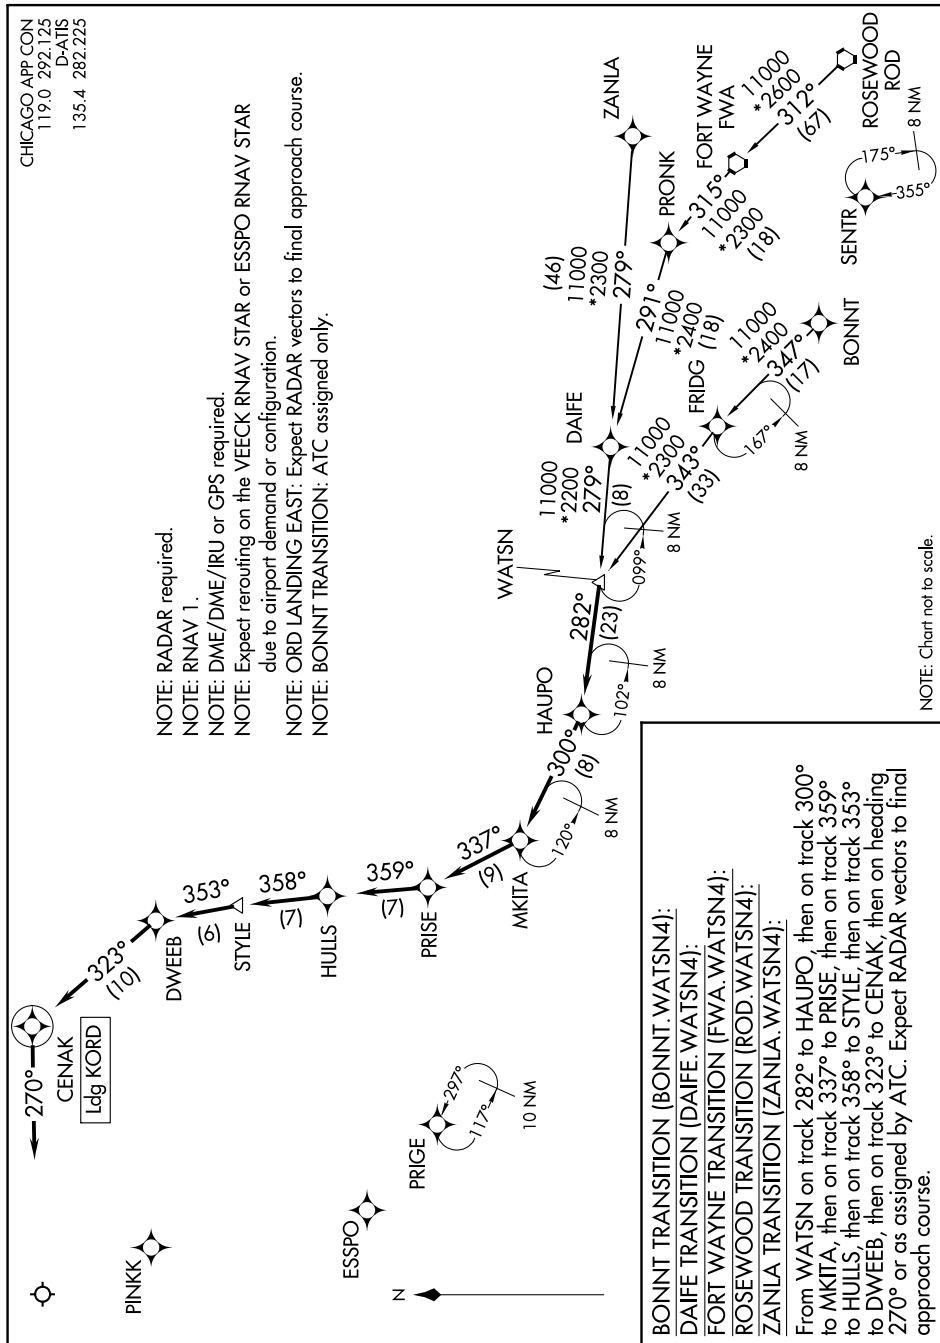 CHICAGO APP CON
119.0 292.125
D-ATIS
135.4 282.225
NOTE: RADAR required.
NOTE: RNAV 1.
NOTE: DME/DME/IRU or GPS required.
NOTE: Expect rerouting on the VEECK RNAV STAR or ESSPO RNAV STAR
due to airport demand or configuration.
NOTE: ORD LANDING EAST: Expect RADAR vectors to final approach course.
NOTE: BONNT TRANSITION: ATC assigned only.
270°
CENAK
Ldg KORD
323°
(10)
DWEEB
353°
(6)
STYLE
358°
(7)
HULLS
359°
(7)
PRISE
337°
(9)
MKITA
120°
8 NM
300°
(8)
HAUPO
102°
8 NM
282°
(23)
WATSN
099°
8 NM
11000
*2200
279°
(8)
DAIFE
(46)
11000
*2300
279°
ZANLA
291°
11000
*2400
(18)
PRONK
315°
11000
*2300
(18)
FORT WAYNE
FWA
11000
*2600
312°
(67)
ROSEWOOD
ROD
11000
*2300
343°
(33)
FRIDG
167°
8 NM
11000
*2400
347°
(17)
BONNT
SENTR
175°
355°
8 NM
PINKK
ESSPO
PRIGE
297°
117°
10 NM
N
NOTE: Chart not to scale.
BONNT TRANSITION (BONNT.WATSN4):
DAIFE TRANSITION (DAIFE.WATSN4):
FORT WAYNE TRANSITION (FWA.WATSN4):
ROSEWOOD TRANSITION (ROD.WATSN4):
ZANLA TRANSITION (ZANLA.WATSN4):
From WATSN on track 282° to HAUPO, then on track 300°
to MKITA, then on track 337° to PRISE, then on track 359°
to HULLS, then on track 358° to STYLE, then on track 353°
to DWEEB, then on track 323° to CENAK, then on heading
270° or as assigned by ATC. Expect RADAR vectors to final
approach course.